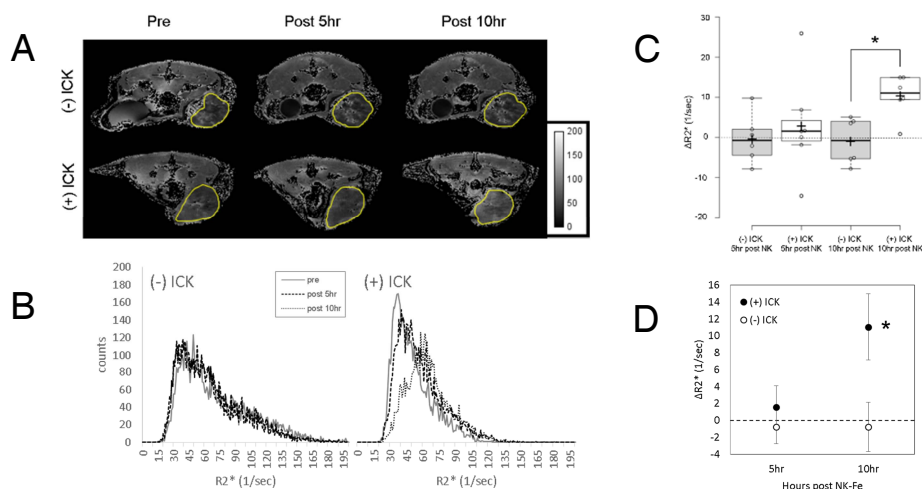 A
Pre
Post 5hr
Post 10hr
(-) ICK
(+) ICK
200
150
100
50
0
B
(-) ICK
pre
post 5hr
post 10hr
(+) ICK
counts
200
180
160
140
120
100
80
60
40
20
0
0 15 30 45 60 75 90 105 120 135 150 165 180 195
0 15 30 45 60 75 90 105 120 135 150 165 180 195
R2* (1/sec)
R2* (1/sec)
C
ΔR2* (1/sec)
30
20
10
0
-10
-20
*
(-) ICK
5hr post NK
(+) ICK
5hr post NK
(-) ICK
10hr post NK
(+) ICK
10hr post NK
D
ΔR2* (1/sec)
16
14
12
10
8
6
4
2
0
-2
-4
(+) ICK
(-) ICK
*
5hr
10hr
Hours post NK-Fe